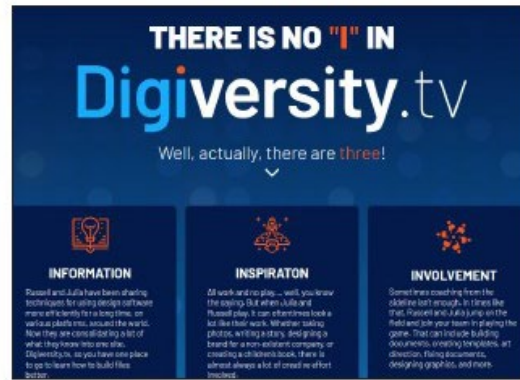 THERE IS NO "I" IN
Digiversity.tv
Well, actually, there are three!
INFORMATION
Russell and Julia have been sharing
techniques for using design software
more efficiently for a long time, on
various platforms, around the world.
Now they are consolidating a lot of
what they know into one site,
Digiversity.tv, so you have one place
to go to learn how to build files
better.
INSPIRATON
All work and no play.... well, you know
the saying. But when Julia and
Russell play, it can oftentimes look a
lot like their work. Whether taking
photos, writing a story, designing a
brand for a non-existent company, or
creating a children's book, there is
almost always a lot of creative effort
involved.
INVOLVEMENT
Sometimes coaching from the
sideline isn't enough. In times like
that, Russell and Julia jump on the
field and join your team in playing the
game. That can include building
documents, creating templates, art
direction, fixing documents,
designing graphics, and more.